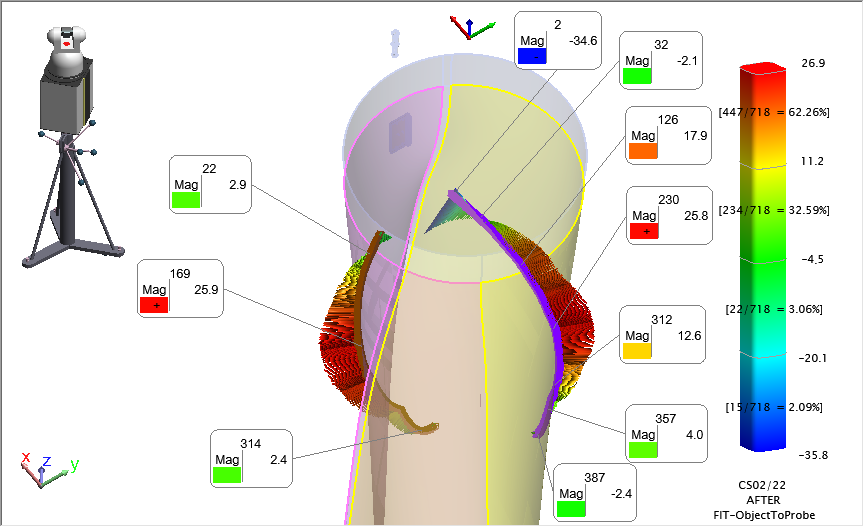 2
Mag -34.6
32
Mag -2.1
126
Mag 17.9
22
Mag 2.9
230
Mag + 25.8
169
Mag + 25.9
312
Mag 12.6
314
Mag 2.4
357
Mag 4.0
387
Mag -2.4
26.9
[447/718 = 62.26%]
11.2
[234/718 = 32.59%]
-4.5
[22/718 = 3.06%]
-20.1
[15/718 = 2.09%]
-35.8
x z y
CS02/22
AFTER
FIT-ObjectToProbe